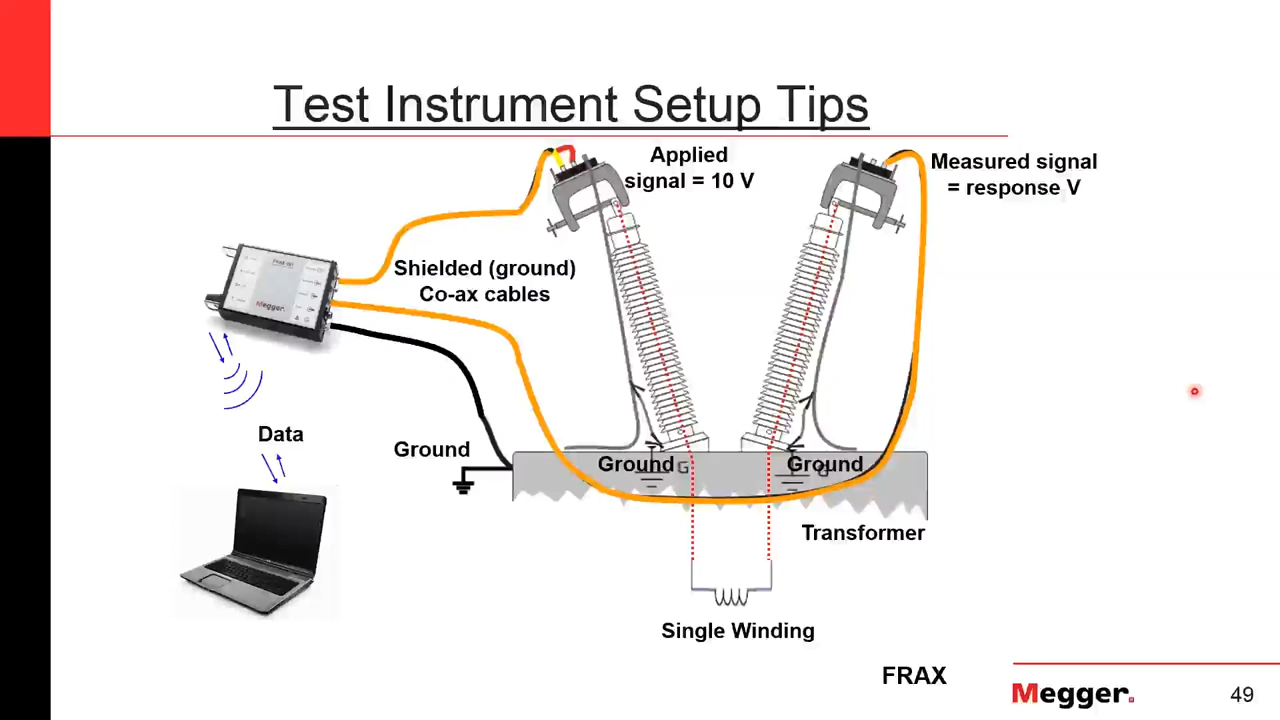 Test Instrument Setup Tips
Applied
signal = 10 V
Measured signal
= response V
Shielded (ground)
Co-ax cables
Megger.
Data
Ground
Ground G
Ground
Transformer
Single Winding
FRAX
Megger.
49